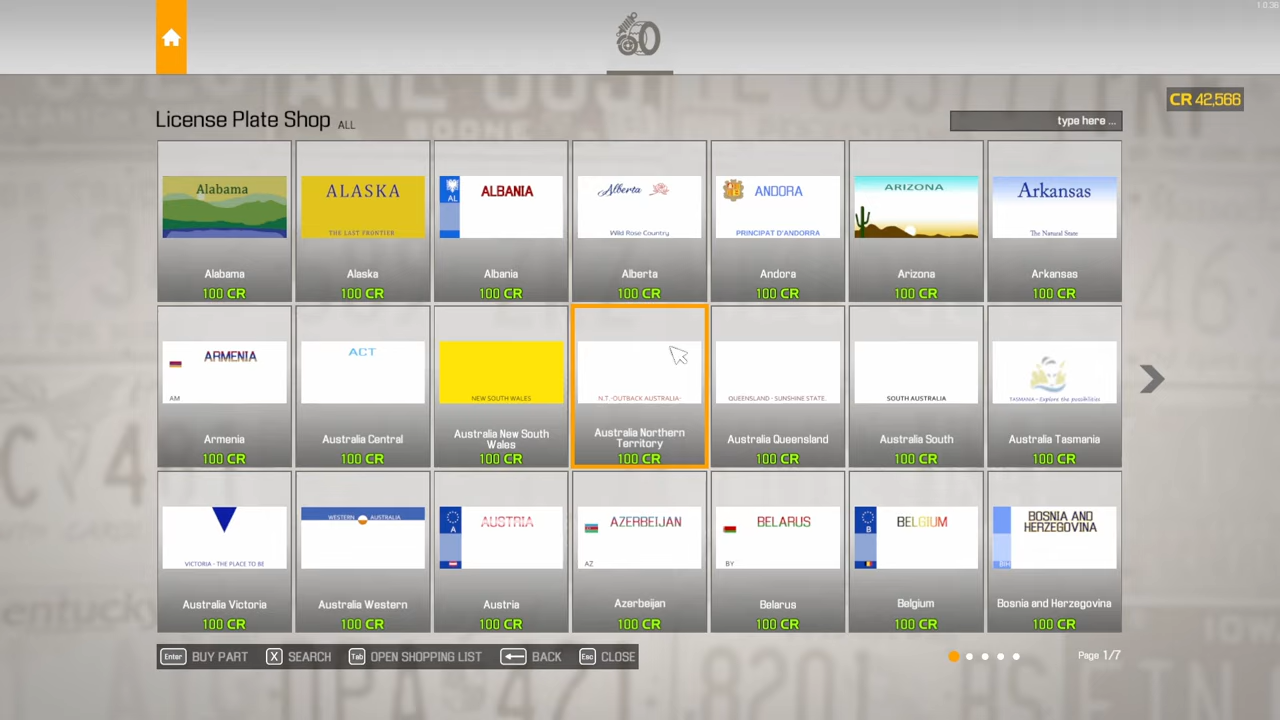 1.0.36
CR 42,566
License Plate Shop ALL
type here ...
Alabama
ALASKA
THE LAST FRONTIER
AL
ALBANIA
Alberta
Wild Rose Country
ANDORA
PRINCIPAT D'ANDORRA
ARIZONA
Arkansas
The Natural State
Alabama
Alaska
Albania
Alberta
Andora
Arizona
Arkansas
100 CR
100 CR
100 CR
100 CR
100 CR
100 CR
100 CR
ARMENIA
AM
ACT
NEW SOUTH WALES
N.T. -OUTBACK AUSTRALIA-
QUEENSLAND - SUNSHINE STATE.
SOUTH AUSTRALIA
TASMANIA - Explore the possibilities
Armenia
Australia Central
Australia New South
Wales
Australia Northern
Territory
Australia Queensland
Australia South
Australia Tasmania
100 CR
100 CR
100 CR
100 CR
100 CR
100 CR
100 CR
VICTORIA - THE PLACE TO BE
WESTERN AUSTRALIA
A
AUSTRIA
AZERBEIJAN
AZ
BELARUS
BY
B
BELGIUM
BOSNIA AND
HERZEGOVINA
BIH
Australia Victoria
Australia Western
Austria
Azerbeijan
Belarus
Belgium
Bosnia and Herzegovina
100 CR
100 CR
100 CR
100 CR
100 CR
100 CR
100 CR
Enter BUY PART X SEARCH Tab OPEN SHOPPING LIST BACK Esc CLOSE
Page 1/7